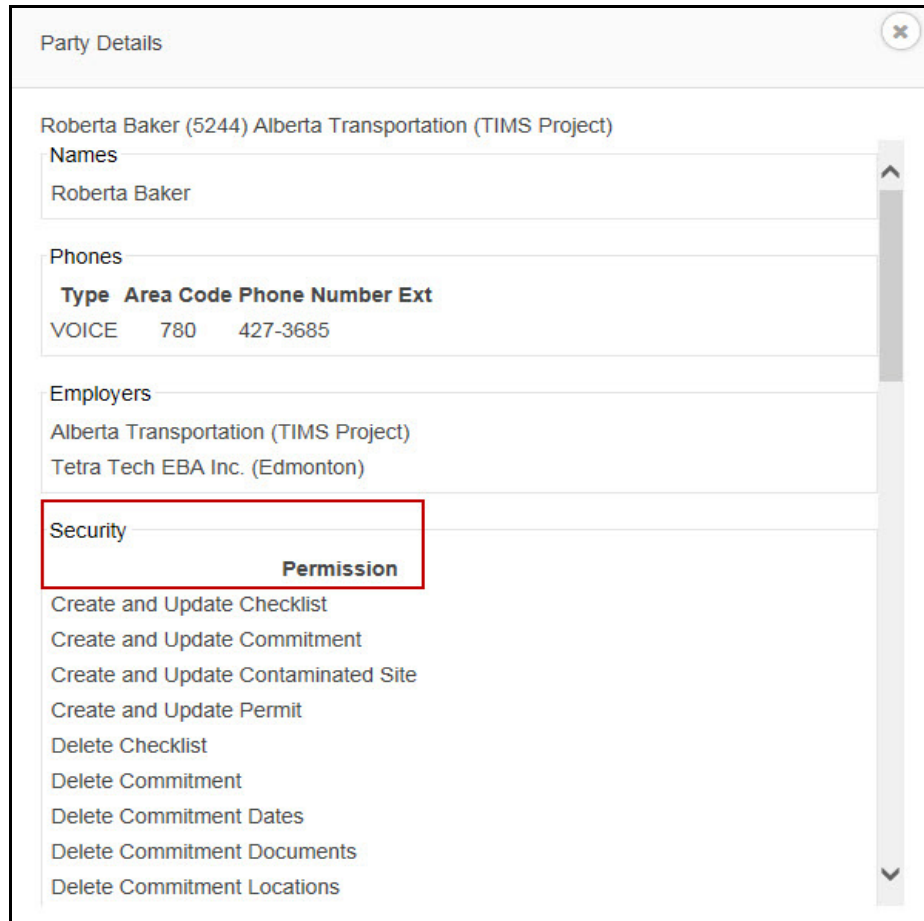 Party Details
Roberta Baker (5244) Alberta Transportation (TIMS Project)
Names
Roberta Baker
Phones
Type Area Code Phone Number Ext
VOICE 780 427-3685
Employers
Alberta Transportation (TIMS Project)
Tetra Tech EBA Inc. (Edmonton)
Security
Permission
Create and Update Checklist
Create and Update Commitment
Create and Update Contaminated Site
Create and Update Permit
Delete Checklist
Delete Commitment
Delete Commitment Dates
Delete Commitment Documents
Delete Commitment Locations